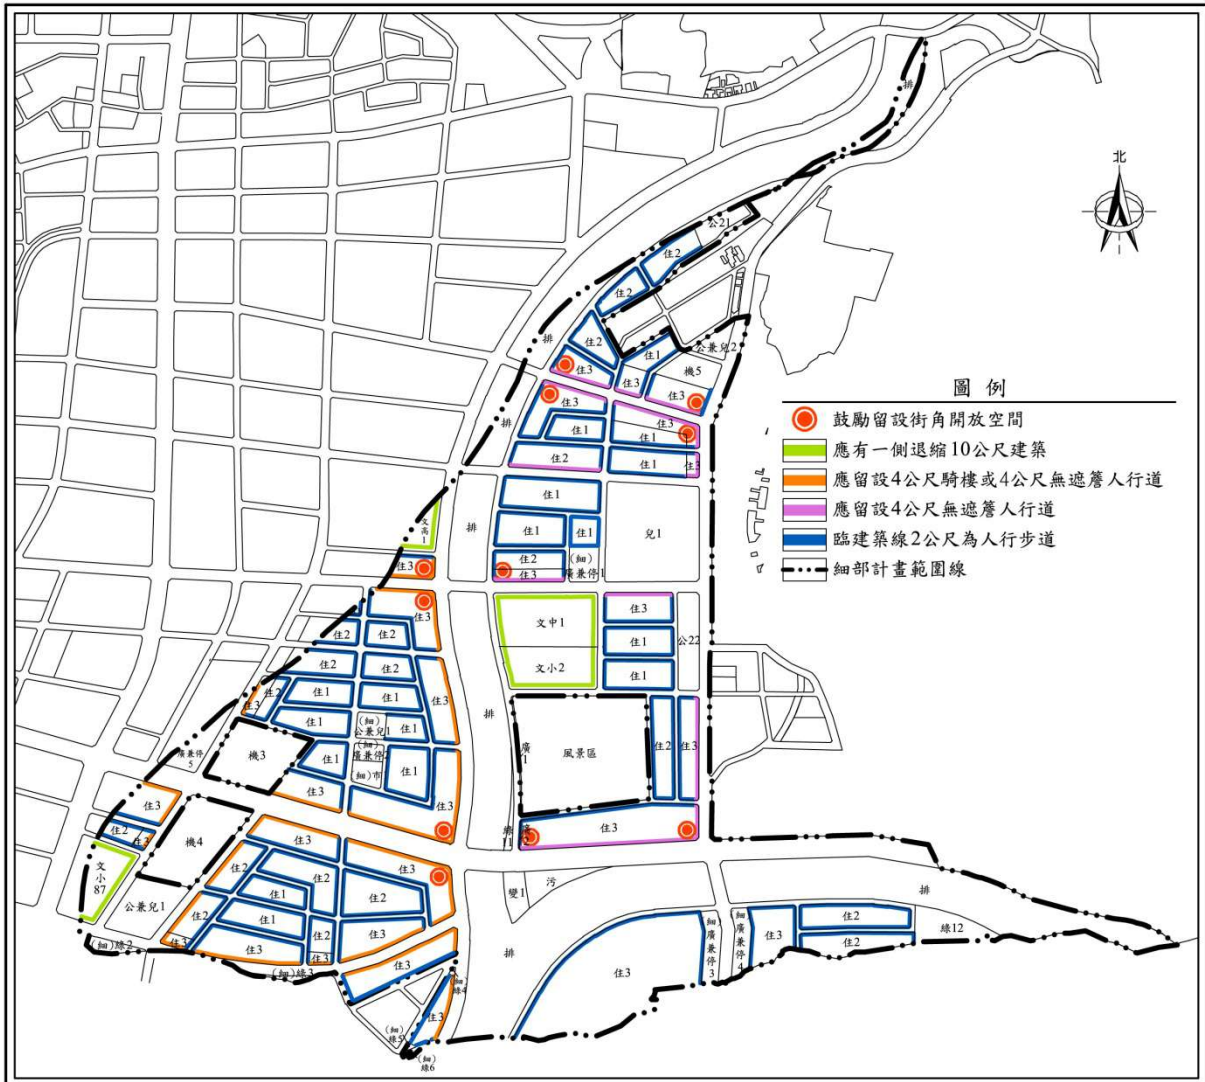 北
排
公21
住2
住2
排
住2
住1
公兼兒2
機5
住3
住3
住3
圖 例
鼓勵留設街角開放空間
應有一側退縮10公尺建築
應留設4公尺騎樓或4公尺無遮簷人行道
應留設4公尺無遮簷人行道
臨建築線2公尺為人行步道
細部計畫範圍線
住3
排
住3
住1
住1
住2
住1
住3
住1
文高1
排
住1
住1
兒1
住2
(細)廣兼停1
住3
住3
住3
文中1
住3
住2
住2
住1
公22
文小2
住2
住2
住1
住3
住2
住3
住1
住1
(細)公兼兒1
住1
住1
排
廣1
風景區
住2
住3
廣兼停5
機3
住1
(細)廣兼停2
(細)市1
住1
住3
住3
住3
住2
住3
機4
住3
綠11
住3
文小87
住2
住3
住1
住2
住2
變1
污
公兼兒1
住2
住1
住2
住3
排
(細)廣兼停3
(細)廣兼停4
住3
住2
住2
綠12
排
(細)綠2
住3
住3
住3
(細)綠3
住3
(細)綠4
住3
住3
(細)綠5
(細)綠6